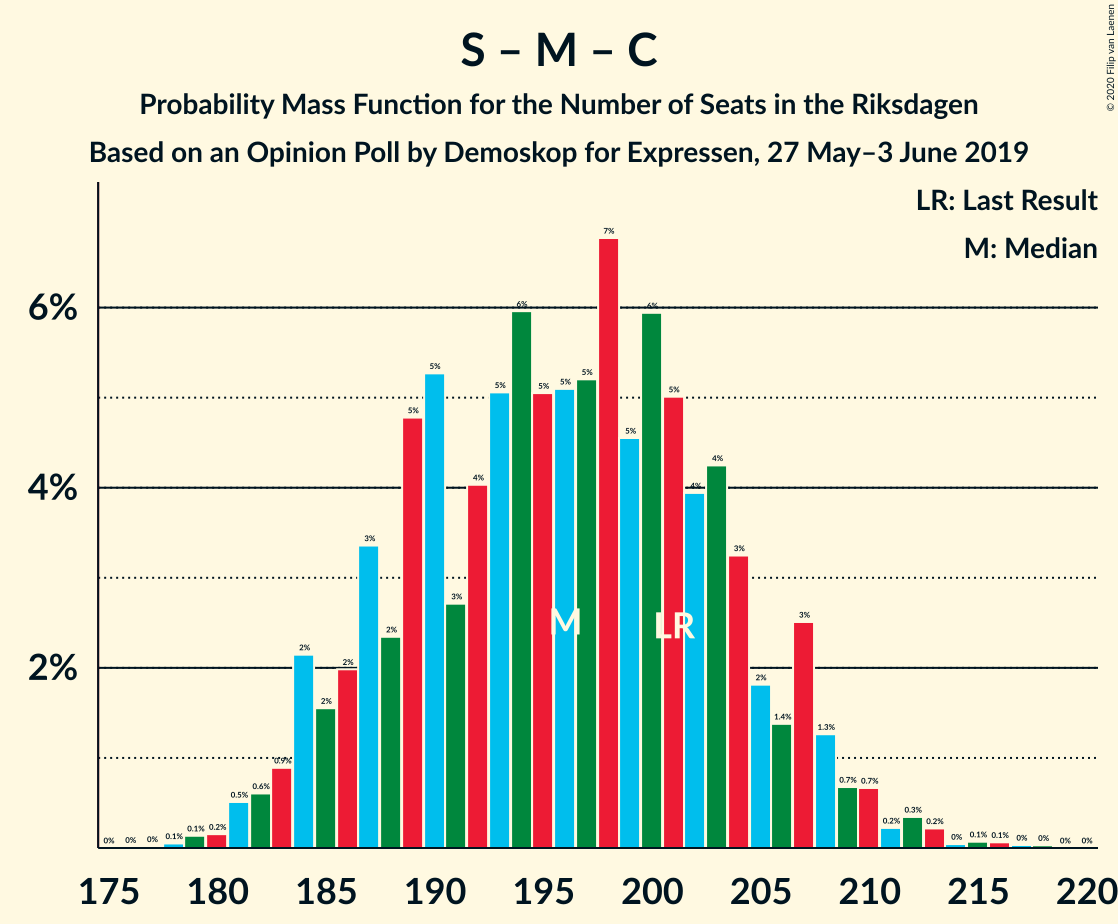 S – M – C
Probability Mass Function for the Number of Seats in the Riksdagen
Based on an Opinion Poll by Demoskop for Expressen, 27 May–3 June 2019
© 2020 Filip van Laenen
LR: Last Result
M: Median
6%
4%
2%
0% 0% 0% 0.1% 0.1% 0.2% 0.5% 0.6% 0.9% 2% 2% 2% 3% 2% 5% 5% 3% 4% 5% 6% 5% 5% 5% 7% 5% 6% 5% 4% 4% 3% 2% 1.4% 3% 1.3% 0.7% 0.7% 0.2% 0.3% 0.2% 0% 0.1% 0.1% 0% 0% 0% 0%
M LR
175 180 185 190 195 200 205 210 215 220